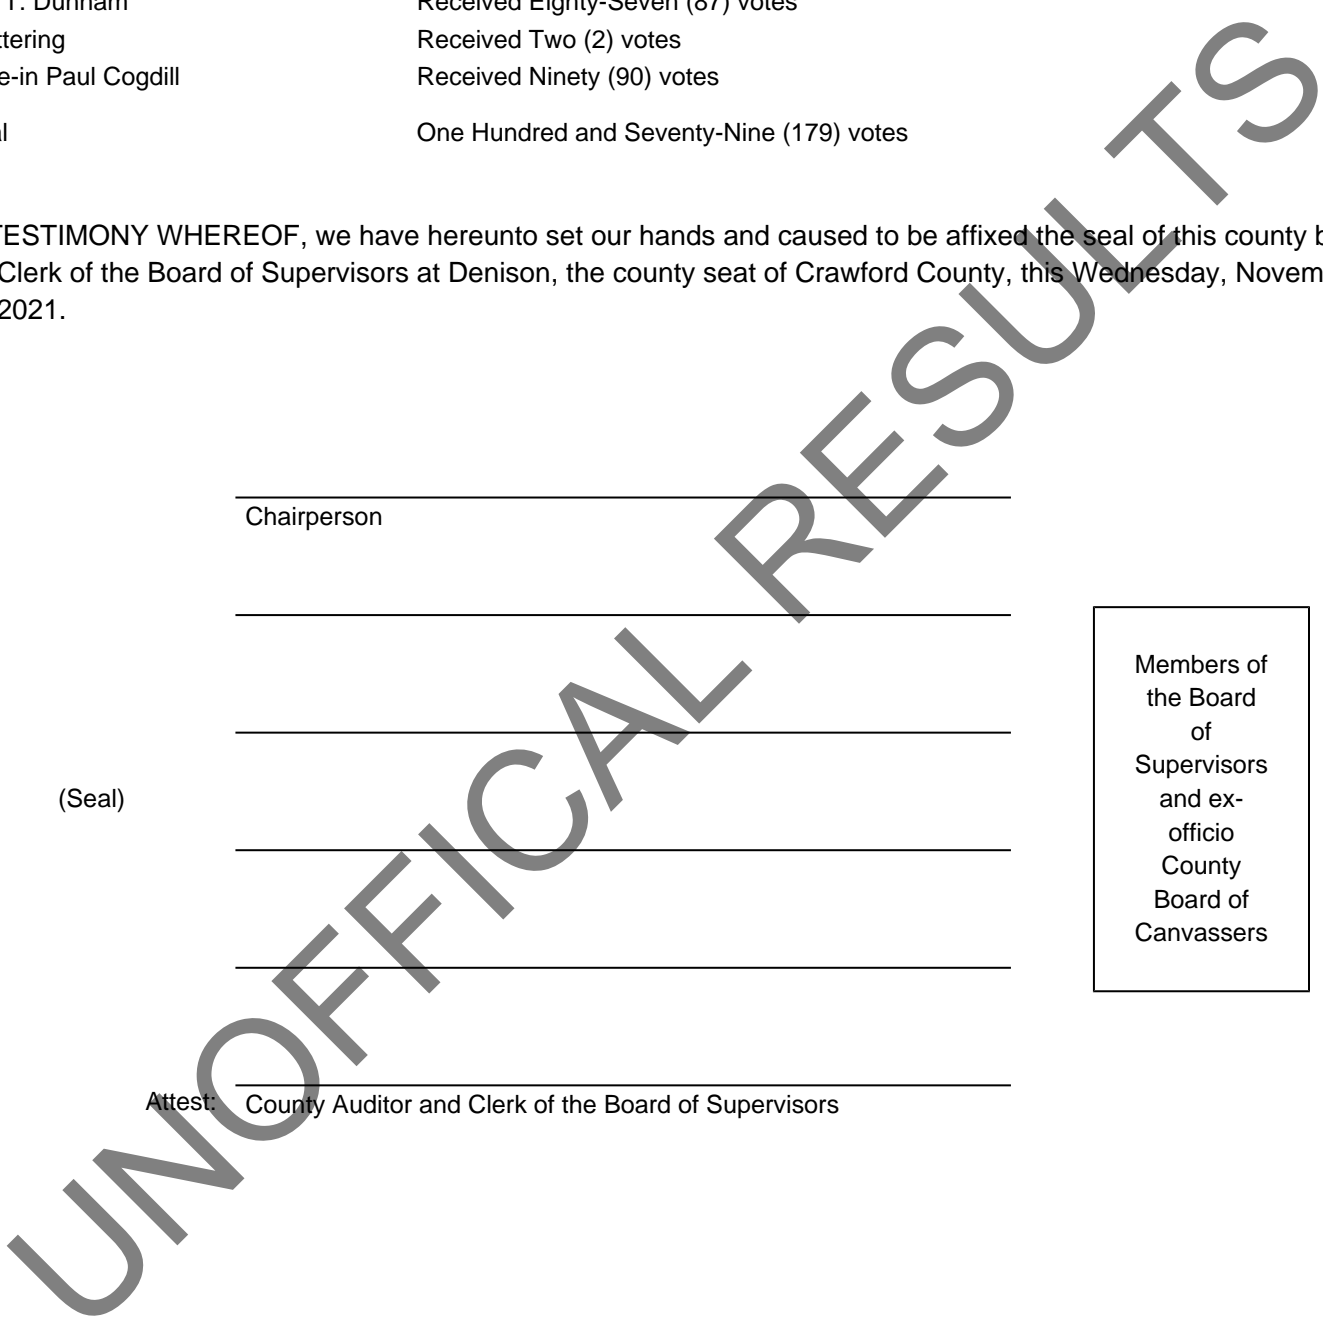 T. Dunham Received Eighty-Seven (87) votes
ttering Received Two (2) votes
e-in Paul Cogdill Received Ninety (90) votes
al One Hundred and Seventy-Nine (179) votes
TESTIMONY WHEREOF, we have hereunto set our hands and caused to be affixed the seal of this county b
Clerk of the Board of Supervisors at Denison, the county seat of Crawford County, this Wednesday, Novem
2021.
Chairperson
Members of
the Board
of
Supervisors
and ex-
officio
County
Board of
Canvassers
(Seal)
Attest: County Auditor and Clerk of the Board of Supervisors
UNOFFICAL RESULTS